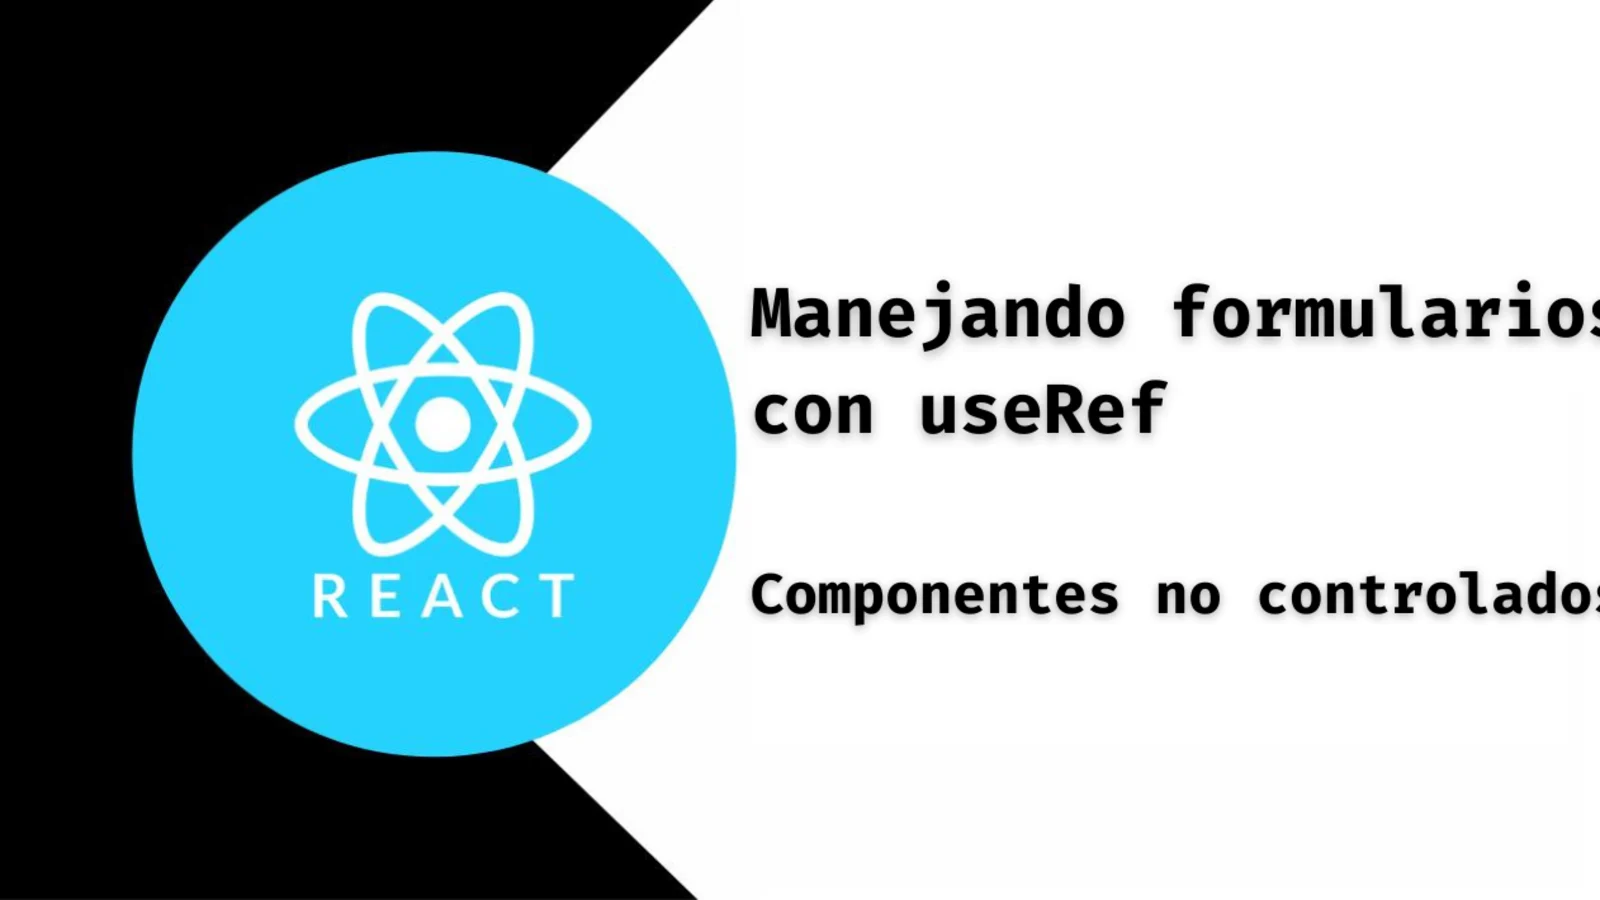 REACT
Manejando formularios
con useRef
Componentes no controlados